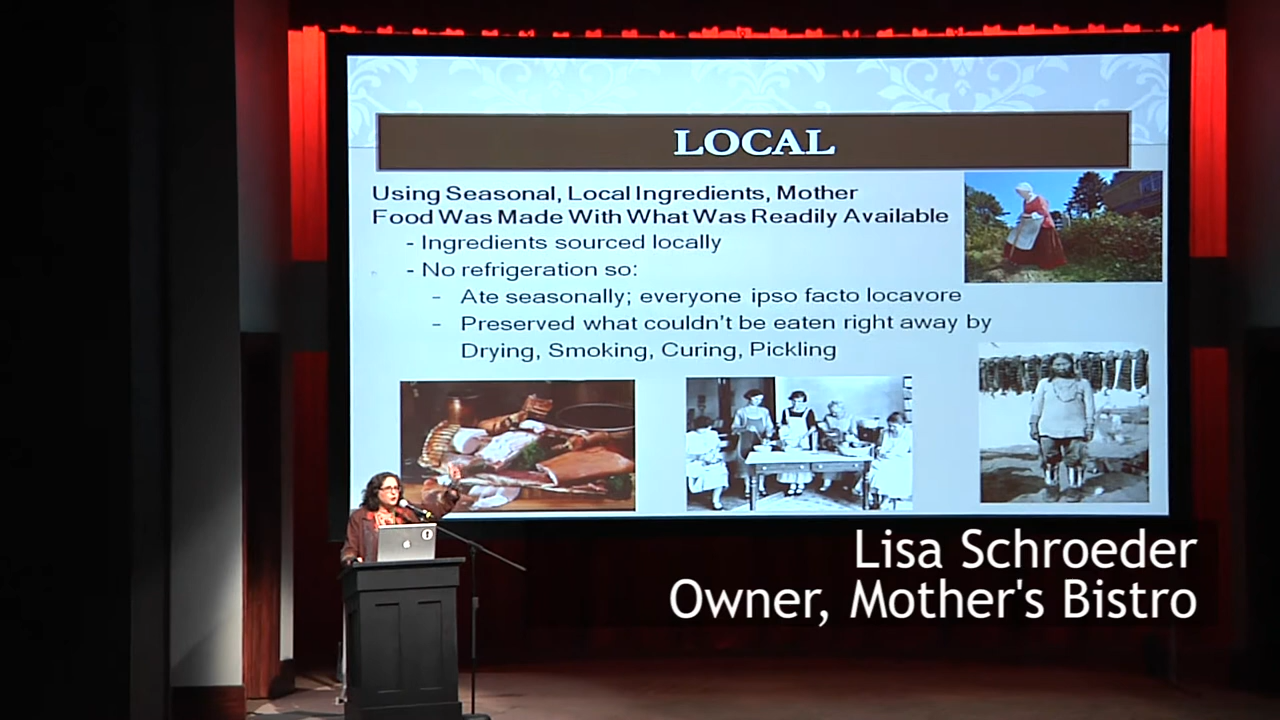 LOCAL
Using Seasonal, Local Ingredients, Mother
Food Was Made With What Was Readily Available
- Ingredients sourced locally
- No refrigeration so:
- Ate seasonally; everyone ipso facto locavore
- Preserved what couldn't be eaten right away by
Drying, Smoking, Curing, Pickling
Lisa Schroeder
Owner, Mother's Bistro